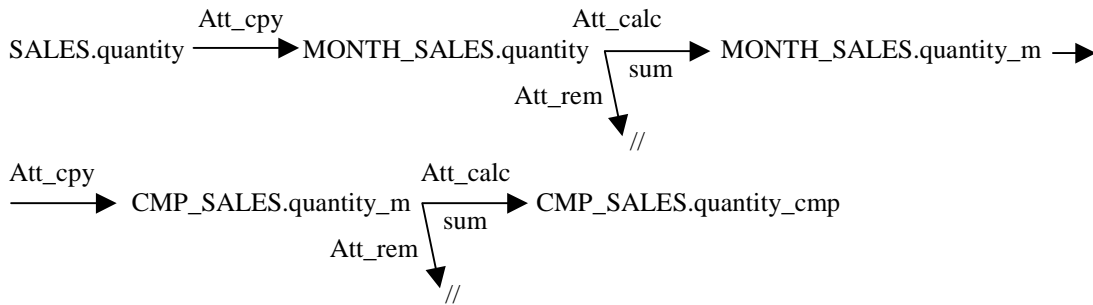 Att_cpy
Att_calc
SALES.quantity MONTH_SALES.quantity MONTH_SALES.quantity_m
sum
Att_rem
//
Att_cpy
Att_calc
CMP_SALES.quantity_m CMP_SALES.quantity_cmp
sum
Att_rem
//